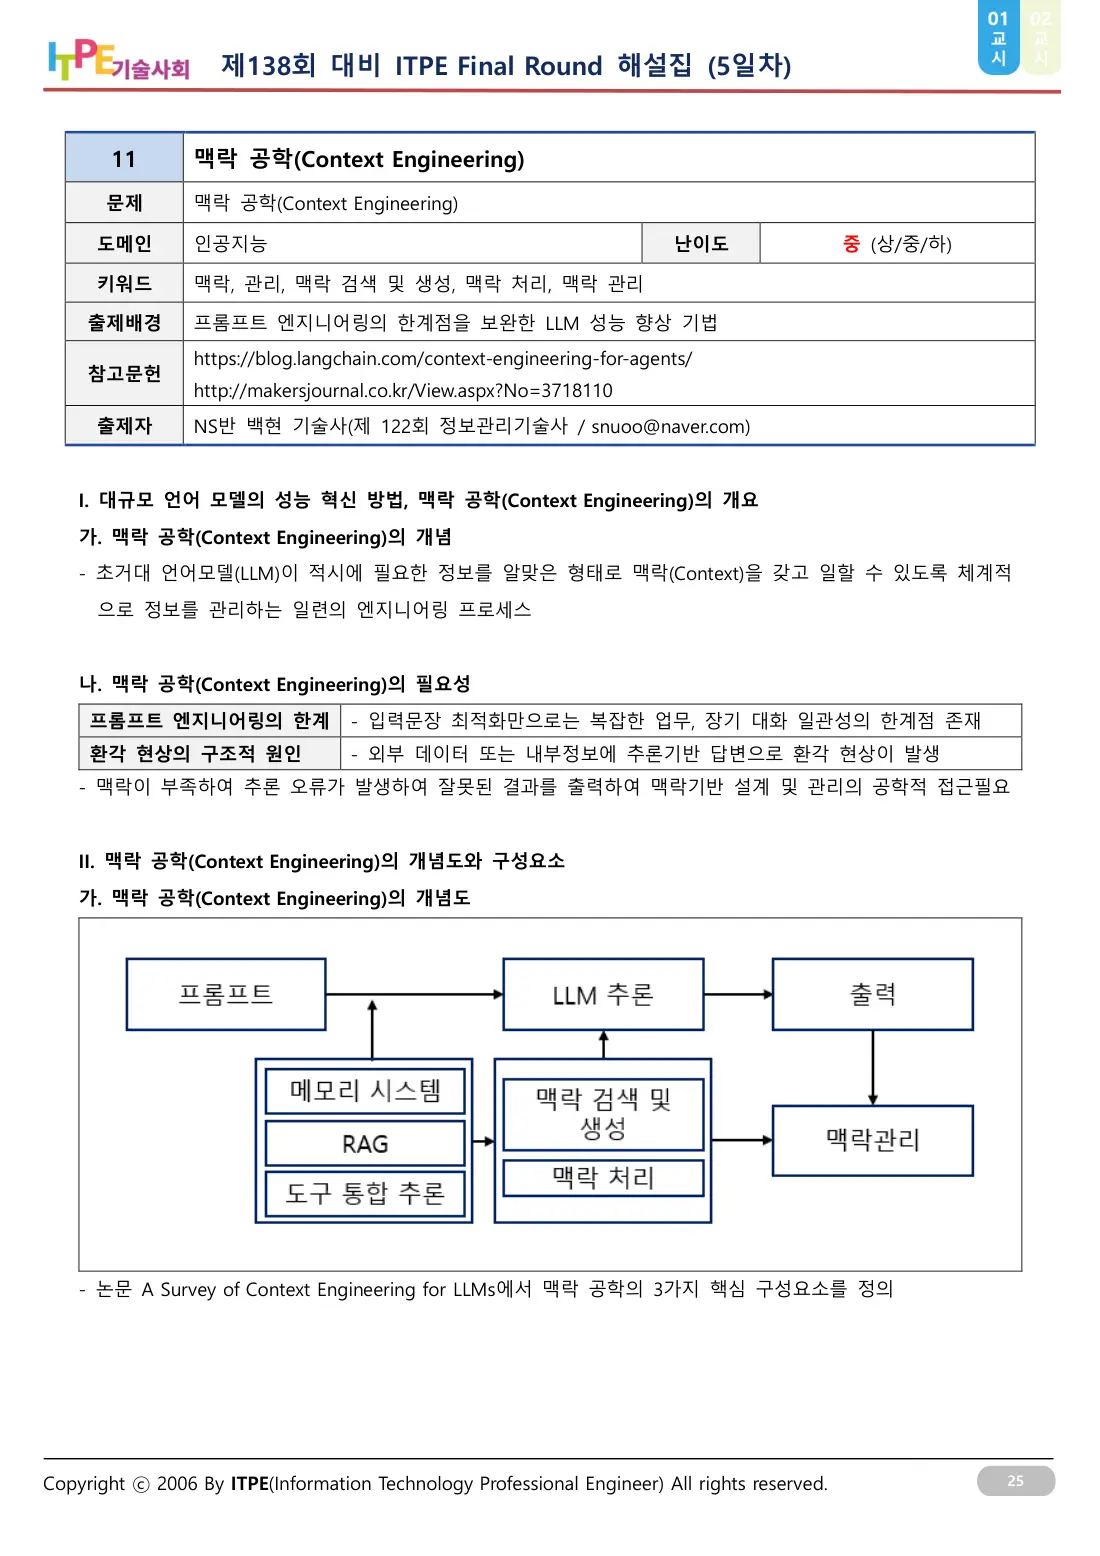 ITPE기술사회 제138회 대비 ITPE Final Round 해설집 (5일차)
01
교
시
02
교
시
11 맥락 공학(Context Engineering)
문제 맥락 공학(Context Engineering)
도메인 인공지능 난이도 중 (상/중/하)
키워드 맥락, 관리, 맥락 검색 및 생성, 맥락 처리, 맥락 관리
출제배경 프롬프트 엔지니어링의 한계점을 보완한 LLM 성능 향상 기법
참고문헌 https://blog.langchain.com/context-engineering-for-agents/
http://makersjournal.co.kr/View.aspx?No=3718110
출제자 NS반 백현 기술사(제 122회 정보관리기술사 / snuoo@naver.com)
I. 대규모 언어 모델의 성능 혁신 방법, 맥락 공학(Context Engineering)의 개요
가. 맥락 공학(Context Engineering)의 개념
- 초거대 언어모델(LLM)이 적시에 필요한 정보를 알맞은 형태로 맥락(Context)을 갖고 일할 수 있도록 체계적
으로 정보를 관리하는 일련의 엔지니어링 프로세스
나. 맥락 공학(Context Engineering)의 필요성
프롬프트 엔지니어링의 한계 - 입력문장 최적화만으로는 복잡한 업무, 장기 대화 일관성의 한계점 존재
환각 현상의 구조적 원인 - 외부 데이터 또는 내부정보에 추론기반 답변으로 환각 현상이 발생
- 맥락이 부족하여 추론 오류가 발생하여 잘못된 결과를 출력하여 맥락기반 설계 및 관리의 공학적 접근필요
II. 맥락 공학(Context Engineering)의 개념도와 구성요소
가. 맥락 공학(Context Engineering)의 개념도
프롬프트 LLM 추론 출력
메모리 시스템
RAG
도구 통합 추론
맥락 검색 및
생성
맥락 처리
맥락관리
- 논문 A Survey of Context Engineering for LLMs에서 맥락 공학의 3가지 핵심 구성요소를 정의
Copyright ⓒ 2006 By ITPE(Information Technology Professional Engineer) All rights reserved. 25